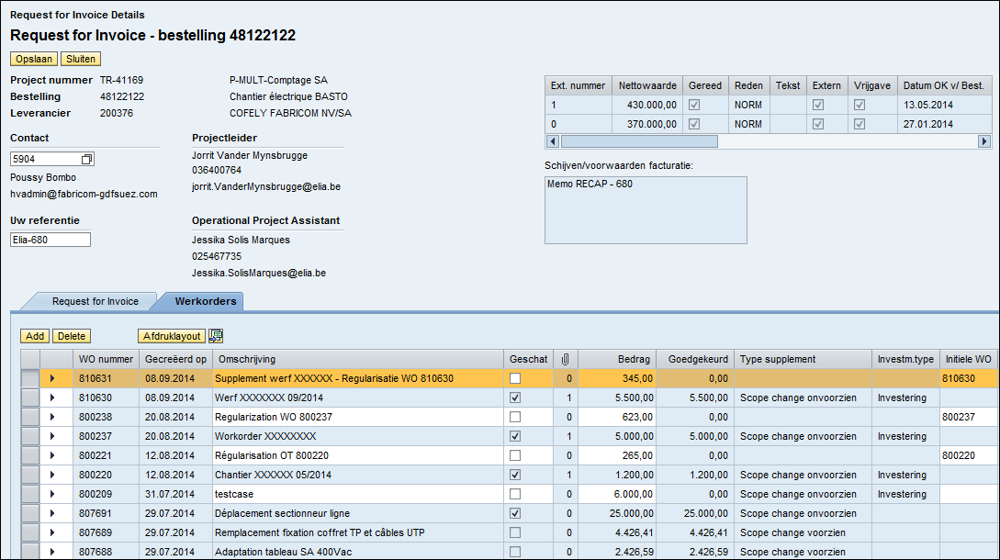 Request for Invoice Details
Request for Invoice - bestelling 48122122
Opslaan Sluiten
Project nummer TR-41169 P-MULT-Comptage SA
Bestelling 48122122 Chantier électrique BASTO
Leverancier 200376 COFELY FABRICOM NV/SA
Contact
5904
Poussy Bombo
hvadmin@fabricom-gdfsuez.com
Uw referentie
Elia-680
Projectleider
Jorrit Vander Mynsbrugge
036400764
jorrit.VanderMynsbrugge@elia.be
Operational Project Assistant
Jessika Solis Marques
025467735
Jessika.SolisMarques@elia.be
Ext. nummer Nettowaarde Gereed Reden Tekst Extern Vrijgave Datum OK v/ Best.
1 430.000,00 NORM 13.05.2014
0 370.000,00 NORM 27.01.2014
Schijven/voorwaarden facturatie:
Memo RECAP - 680
Request for Invoice Werkorders
Add Delete Afdruklayout
WO nummer Gecreëerd op Omschrijving Geschat Bedrag Goedgekeurd Type supplement Investm.type Initiele WO
810631 08.09.2014 Supplement werf XXXXXX - Regularisatie WO 810630 0 345,00 0,00 810630
810630 08.09.2014 Werf XXXXXXX 09/2014 1 5.500,00 5.500,00 Scope change onvoorzien Investering
800238 20.08.2014 Regularization WO 800237 0 623,00 0,00 800237
800237 20.08.2014 Workorder XXXXXXXX 1 5.000,00 5.000,00 Scope change onvoorzien Investering
800221 12.08.2014 Régularisation OT 800220 0 265,00 0,00 800220
800220 12.08.2014 Chantier XXXXXX 05/2014 1 1.200,00 1.200,00 Scope change onvoorzien Investering
800209 31.07.2014 testcase 0 6.000,00 0,00 Scope change onvoorzien Investering
807691 29.07.2014 Déplacement sectionneur ligne 0 25.000,00 25.000,00 Scope change onvoorzien
807689 29.07.2014 Remplacement fixation coffret TP et câbles UTP 0 4.426,41 4.426,41 Scope change voorzien
807688 29.07.2014 Adaptation tableau SA 400Vac 0 2.426,59 2.426,59 Scope change voorzien